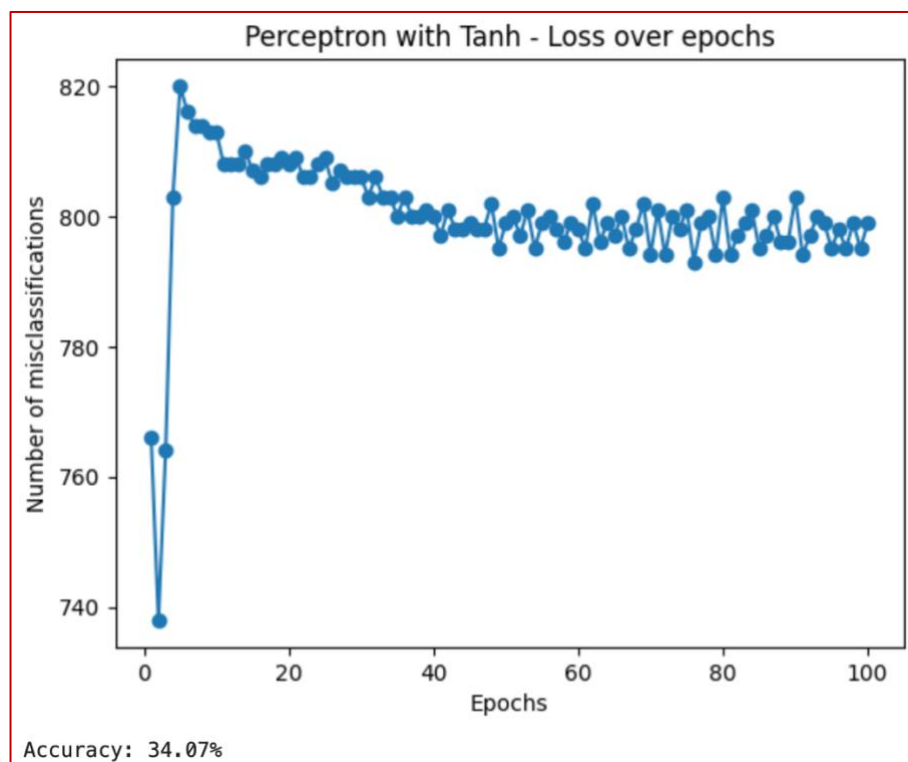 Perceptron with Tanh - Loss over epochs
820
800
780
760
740
Number of misclassifications
0 20 40 60 80 100
Epochs
Accuracy: 34.07%